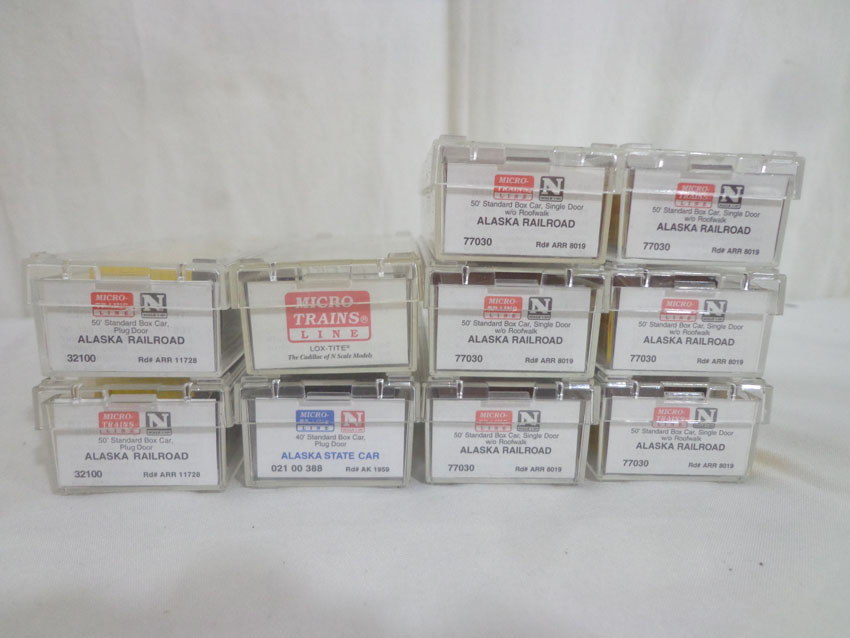 MICRO-
TRAINS
LINE
N
50' Standard Box Car, Single Door
w/o Roofwalk
ALASKA RAILROAD
77030 Rd# ARR 8019
MICRO-
TRAINS
LINE
N
50' Standard Box Car, Single Door
w/o Roofwalk
ALASKA RAILROAD
77030 Rd# ARR 8019
MICRO-
LINE
N
50' Standard Box Car,
Plug Door
ALASKA RAILROAD
32100 Rd# ARR 11728
MICRO
TRAINS®
LINE
LOX-TITE®
The Cadillac of N Scale Models
MICRO-
LINE
N
50' Standard Box Car, Single Door
w/o Roofwalk
ALASKA RAILROAD
77030 Rd# ARR 8019
MICRO-
LINE
N
50' Standard Box Car, Single Door
w/o Roofwalk
ALASKA RAILROAD
77030 Rd# ARR 8019
MICRO-
TRAINS
LINE
N
50' Standard Box Car,
Plug Door
ALASKA RAILROAD
32100 Rd# ARR 11728
MICRO-
LINE
N
40' Standard Box Car,
Plug Door
ALASKA STATE CAR
021 00 388 Rd# AK 1959
MICRO-
LINE
N
50' Standard Box Car, Single Door
w/o Roofwalk
ALASKA RAILROAD
77030 Rd# ARR 8019
MICRO-
TRAINS
LINE
N
50' Standard Box Car, Single Door
w/o Roofwalk
ALASKA RAILROAD
77030 Rd# ARR 8019